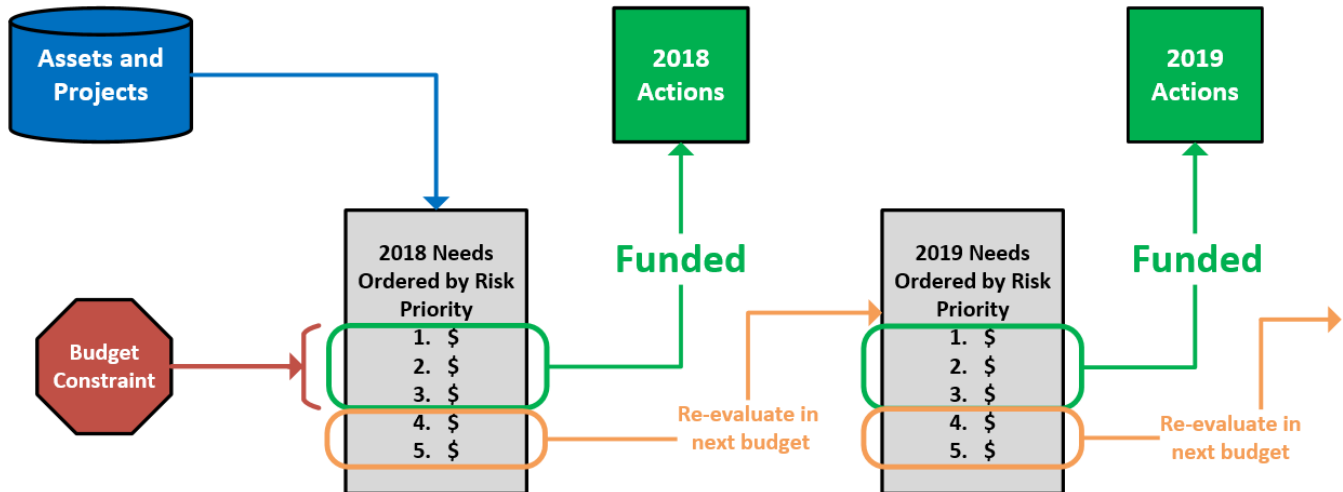 Assets and
Projects
2018
Actions
2019
Actions
2018 Needs
Ordered by Risk
Priority
1. $
2. $
3. $
4. $
5. $
Funded
2019 Needs
Ordered by Risk
Priority
1. $
2. $
3. $
4. $
5. $
Funded
Budget
Constraint
Re-evaluate in
next budget
Re-evaluate in
next budget